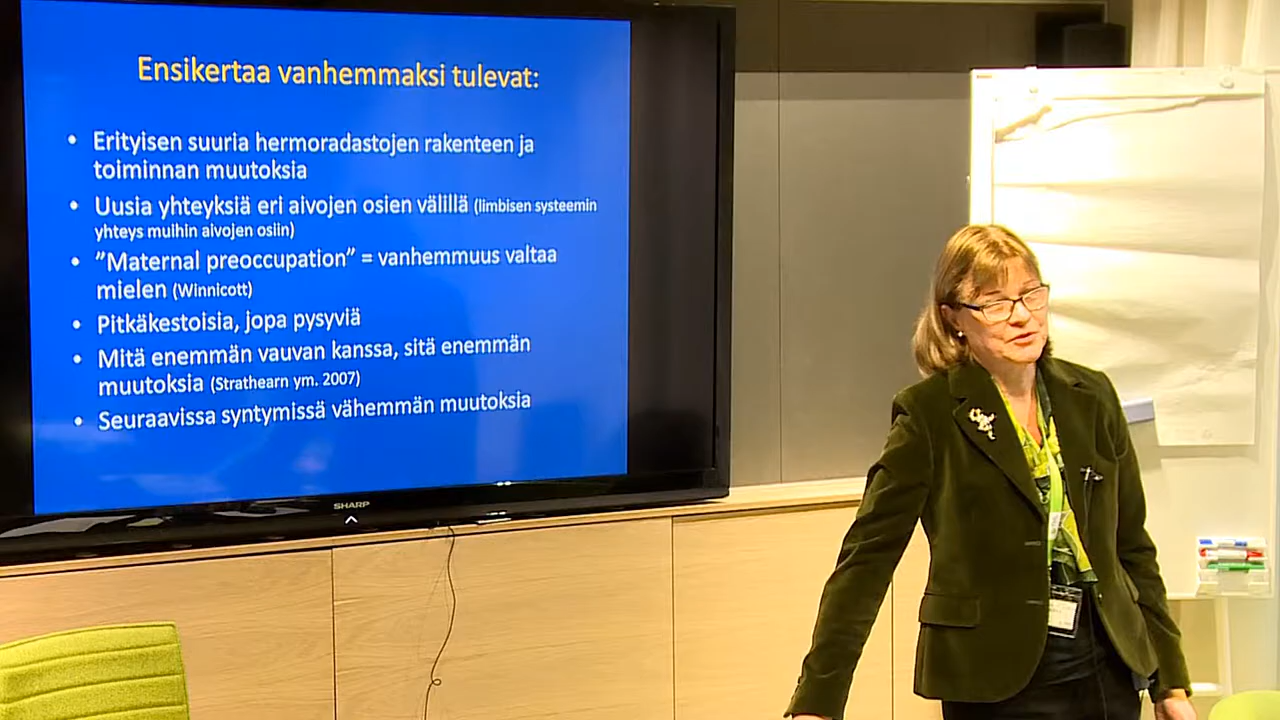 Ensikertaa vanhemmaksi tulevat:
• Erityisen suuria hermoradastojen rakenteen ja
toiminnan muutoksia
• Uusia yhteyksiä eri aivojen osien välillä (limbisen systeemin
yhteys muihin aivojen osiin)
• ”Maternal preoccupation” = vanhemmuus valtaa
mielen (Winnicott)
• Pitkäkestoisia, jopa pysyviä
• Mitä enemmän vauvan kanssa, sitä enemmän
muutoksia (Strathearn ym. 2007)
• Seuraavissa syntymissä vähemmän muutoksia
SHARP